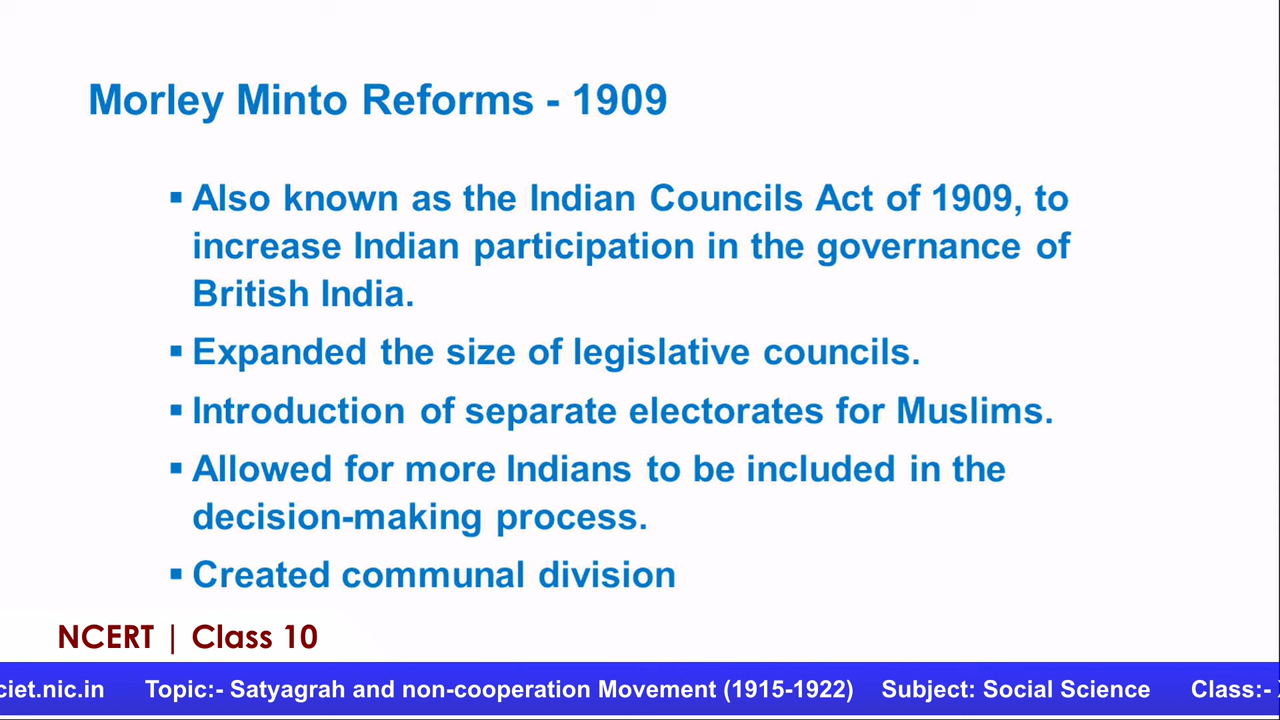 Morley Minto Reforms - 1909
▪ Also known as the Indian Councils Act of 1909, to
increase Indian participation in the governance of
British India.
▪ Expanded the size of legislative councils.
▪ Introduction of separate electorates for Muslims.
▪ Allowed for more Indians to be included in the
decision-making process.
▪ Created communal division
NCERT | Class 10
ciet.nic.in Topic:- Satyagrah and non-cooperation Movement (1915-1922) Subject: Social Science Class:-